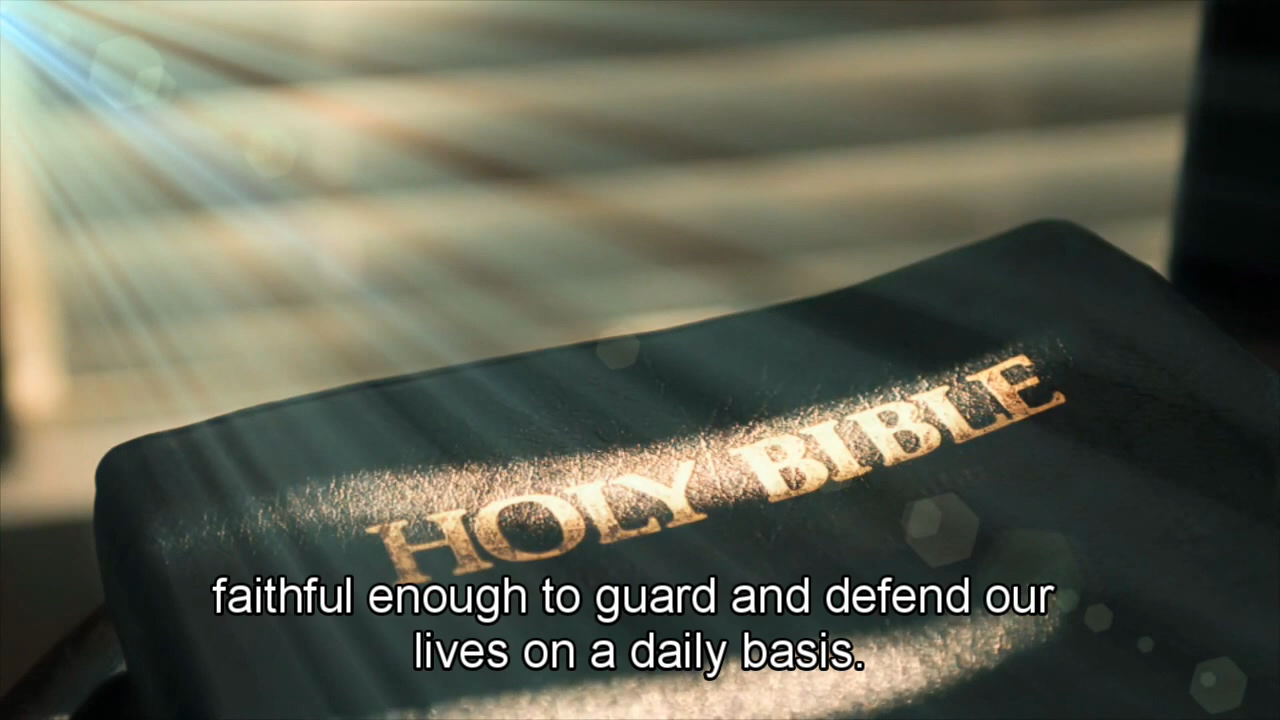 HOLY BIBLE
faithful enough to guard and defend our
lives on a daily basis.